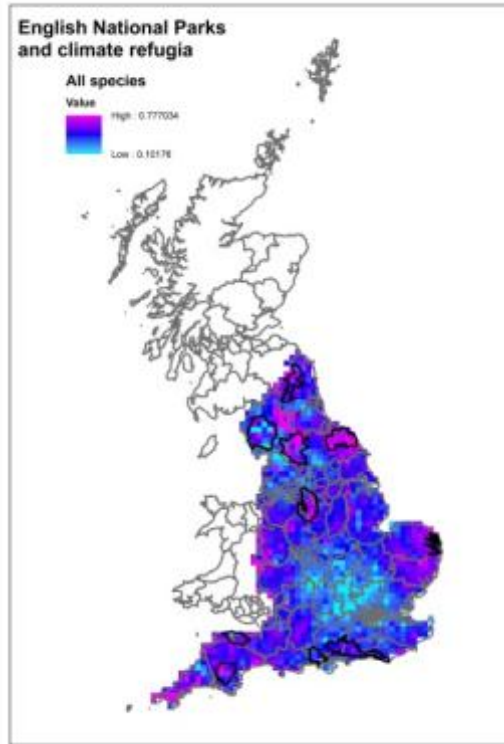 English National Parks
and climate refugia
All species
Value
High : 0.777034
Low : 0.10176